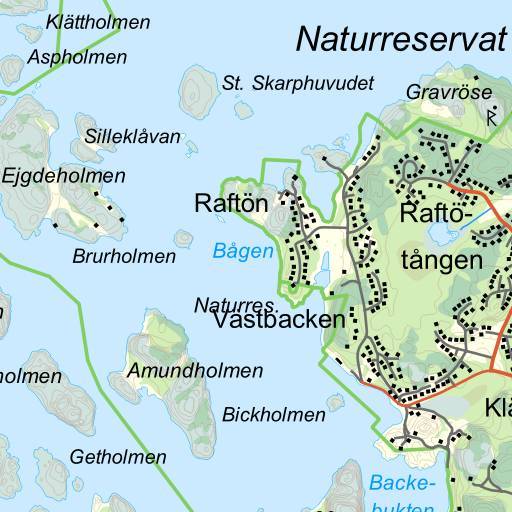 Klättholmen
Naturreservat
Aspholmen
St. Skarphuvudet
Gravröse
R
Silleklåvan
Ejgdeholmen
Raftön
Raftö-
tången
Brurholmen
Bågen
Naturres.
Västbacken
Amundholmen
holmen
Bickholmen
Getholmen
Backe-
bukten